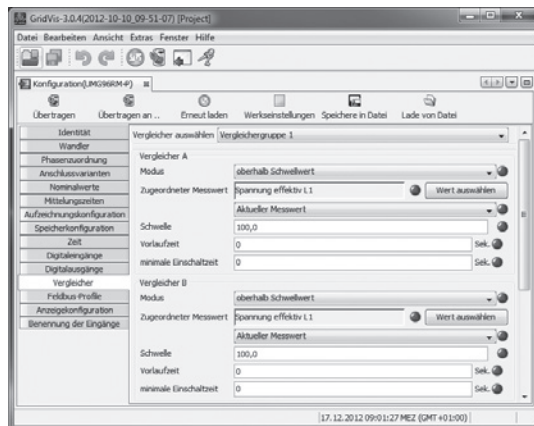 GridVis-3.0.4(2012-10-10_09-51-07) [Project]
Datei Bearbeiten Ansicht Extras Fenster Hilfe
Konfiguration(UMG96RM-P)
Übertragen Übertragen an .. Erneut laden Werkseinstellungen Speichere in Datei Lade von Datei
Identität
Wandler
Phasenzuordnung
Anschlussvarianten
Nominalwerte
Mittelungszeiten
Aufzeichnungskonfiguration
Speicherkonfiguration
Zeit
Digitaleingänge
Digitalausgänge
Vergleicher
Feldbus-Profile
Anzeigekonfiguration
Benennung der Eingänge
Vergleicher auswählen Vergleichergruppe 1
Vergleicher A
Modus oberhalb Schwellwert
Zugeordneter Messwert Spannung effektiv L1 Wert auswählen
Aktueller Messwert
Schwelle 100,0
Vorlaufzeit 0 Sek.
minimale Einschaltzeit 0 Sek.
Vergleicher B
Modus oberhalb Schwellwert
Zugeordneter Messwert Spannung effektiv L1 Wert auswählen
Aktueller Messwert
Schwelle 100,0
Vorlaufzeit 0 Sek.
minimale Einschaltzeit 0 Sek.
17.12.2012 09:01:27 MEZ (GMT+01:00)